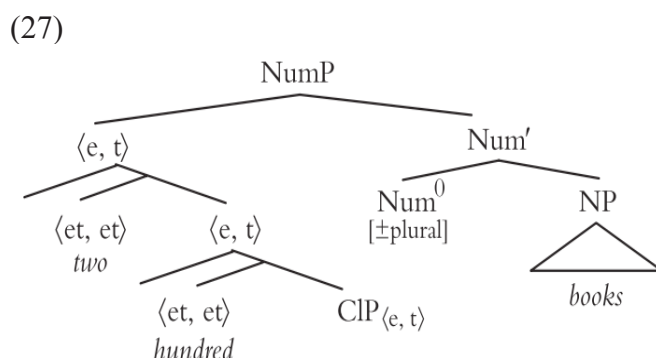 (27)
NumP
⟨e, t⟩ Num′
⟨et, et⟩ ⟨e, t⟩ Num⁰ NP
two [±plural]
⟨et, et⟩ ClP⟨e, t⟩ books
hundred